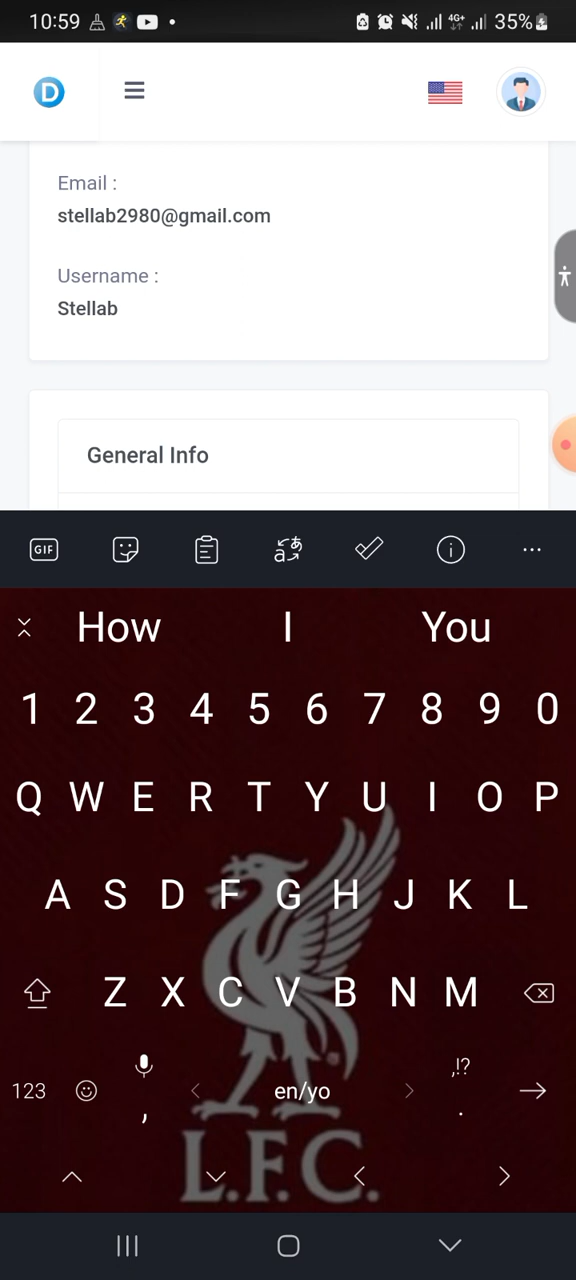 10:59 4G+ 35%
D
Email :
stellab2980@gmail.com
Username :
Stellab
General Info
GIF
How I You
1 2 3 4 5 6 7 8 9 0
Q W E R T Y U I O P
A S D F G H J K L
Z X C V B N M
123 , en/yo ,!? .
L.F.C.